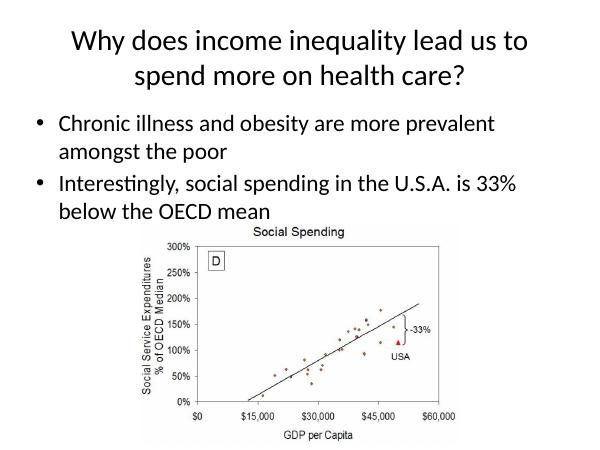 Why does income inequality lead us to
spend more on health care?
• Chronic illness and obesity are more prevalent
amongst the poor
• Interestingly, social spending in the U.S.A. is 33%
below the OECD mean
Social Spending
D
Social Service Expenditures
% of OECD Median
300%
250%
200%
150%
100%
50%
0%
-33%
USA
$0 $15,000 $30,000 $45,000 $60,000
GDP per Capita